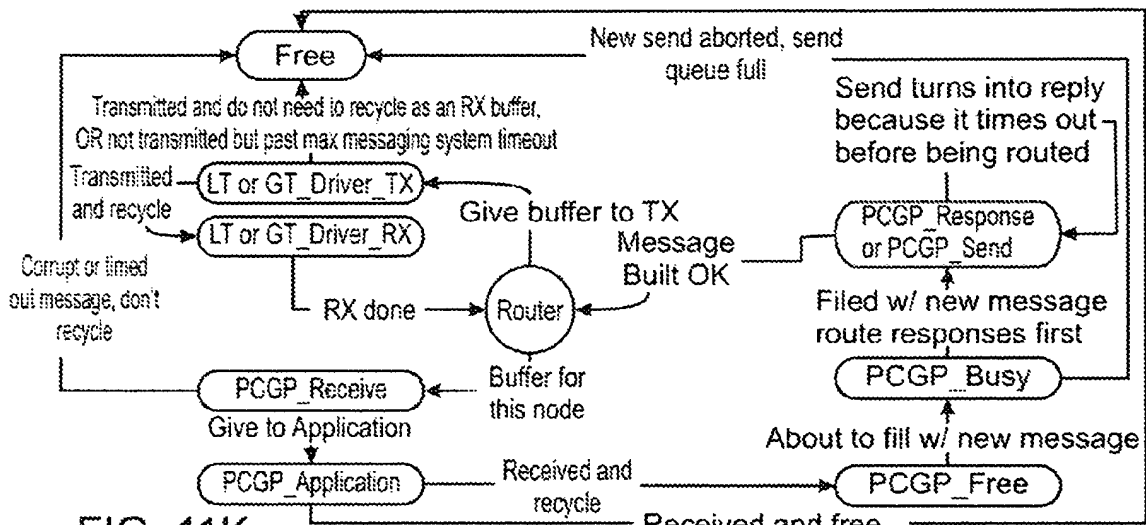 Free
New send aborted, send
queue full
Transmitted and do not need to recycle as an RX buffer,
OR not transmitted but past max messaging system timeout
Send turns into reply
because it times out
before being routed
Transmitted
and recycle
LT or GT_Driver_TX
LT or GT_Driver_RX
Give buffer to TX
Message
Built OK
PCGP_Response
or PCGP_Send
Corrupt or timed
out message, don't
recycle
RX done
Router
Filed w/ new message
route responses first
PCGP_Receive
Buffer for
this node
PCGP_Busy
Give to Application
About to fill w/ new message
PCGP_Application
Received and
recycle
PCGP_Free
FIG. 11K
Received and free